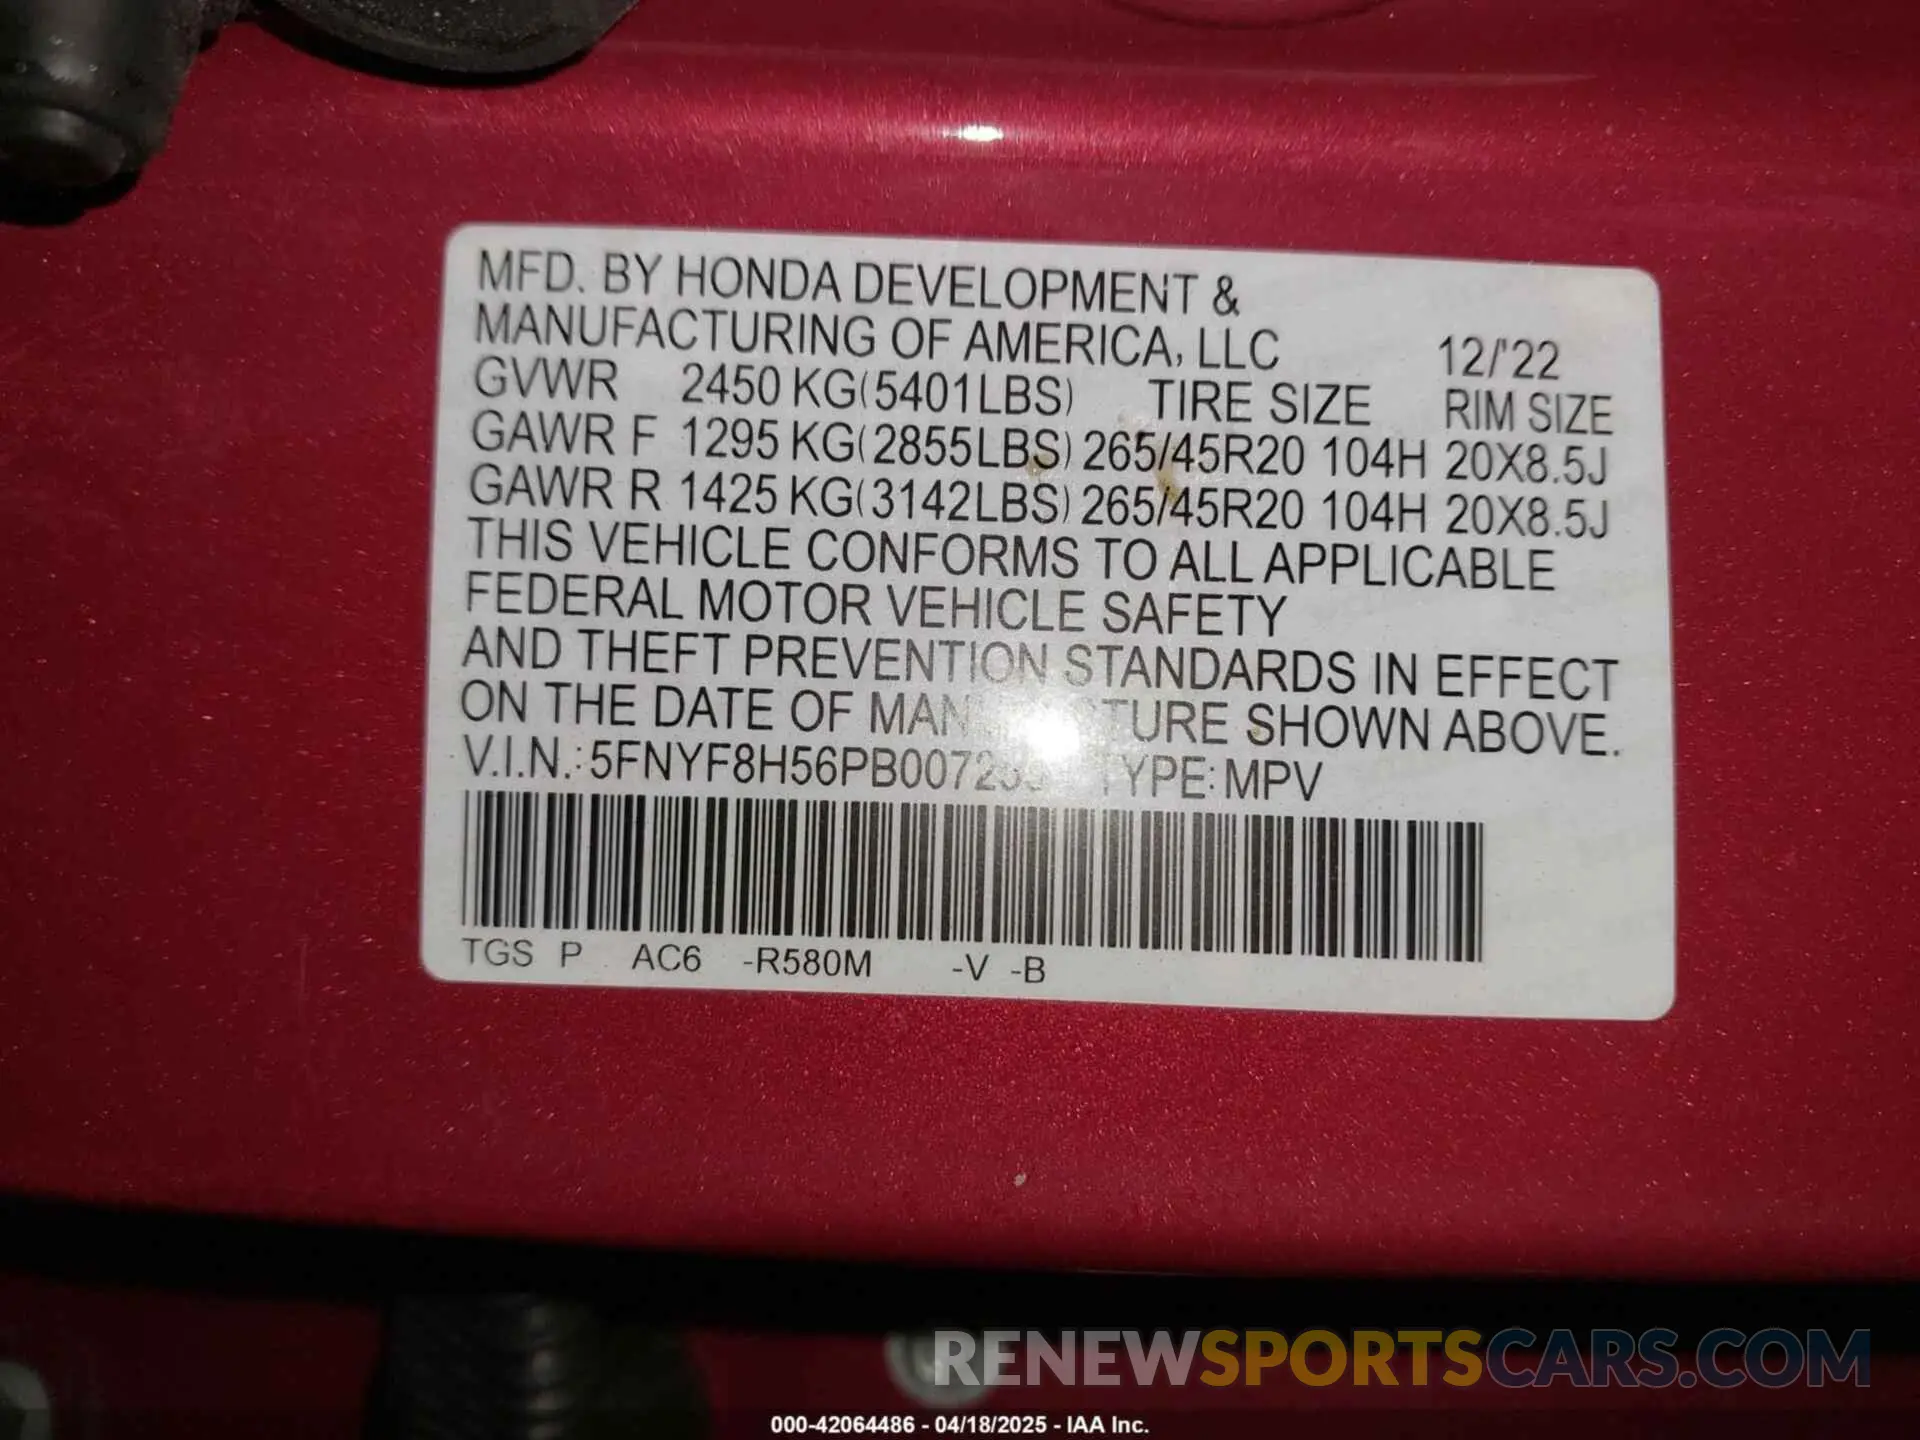 MFD. BY HONDA DEVELOPMENT &
MANUFACTURING OF AMERICA, LLC 12/'22
GVWR 2450 KG(5401LBS) TIRE SIZE RIM SIZE
GAWR F 1295 KG(2855LBS) 265/45R20 104H 20X8.5J
GAWR R 1425 KG(3142LBS) 265/45R20 104H 20X8.5J
THIS VEHICLE CONFORMS TO ALL APPLICABLE
FEDERAL MOTOR VEHICLE SAFETY
AND THEFT PREVENTION STANDARDS IN EFFECT
ON THE DATE OF MANUFACTURE SHOWN ABOVE.
V.I.N.: TYPE: MPV
TGS P AC6 -R580M -V -B
RENEWSPORTSCARS.COM
000-42064486 - 04/18/2025 - IAA Inc.